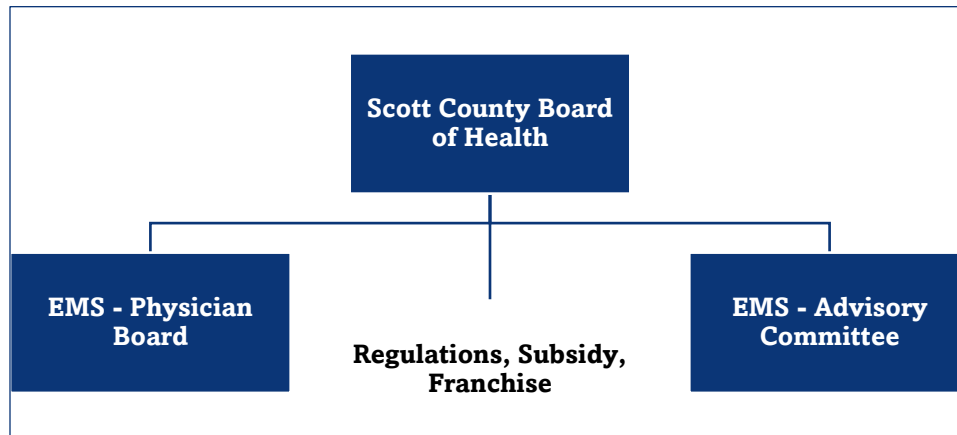 Scott County Board
of Health
EMS - Physician
Board
Regulations, Subsidy,
Franchise
EMS - Advisory
Committee